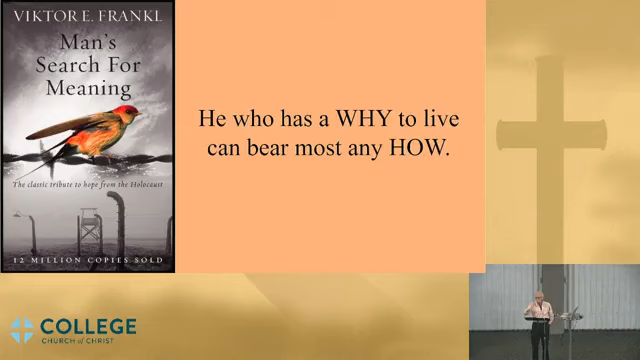 VIKTOR E. FRANKL
Man's
Search For
Meaning
The classic tribute to hope from the Holocaust
12 MILLION COPIES SOLD
He who has a WHY to live
can bear most any HOW.
COLLEGE
CHURCH of CHRIST